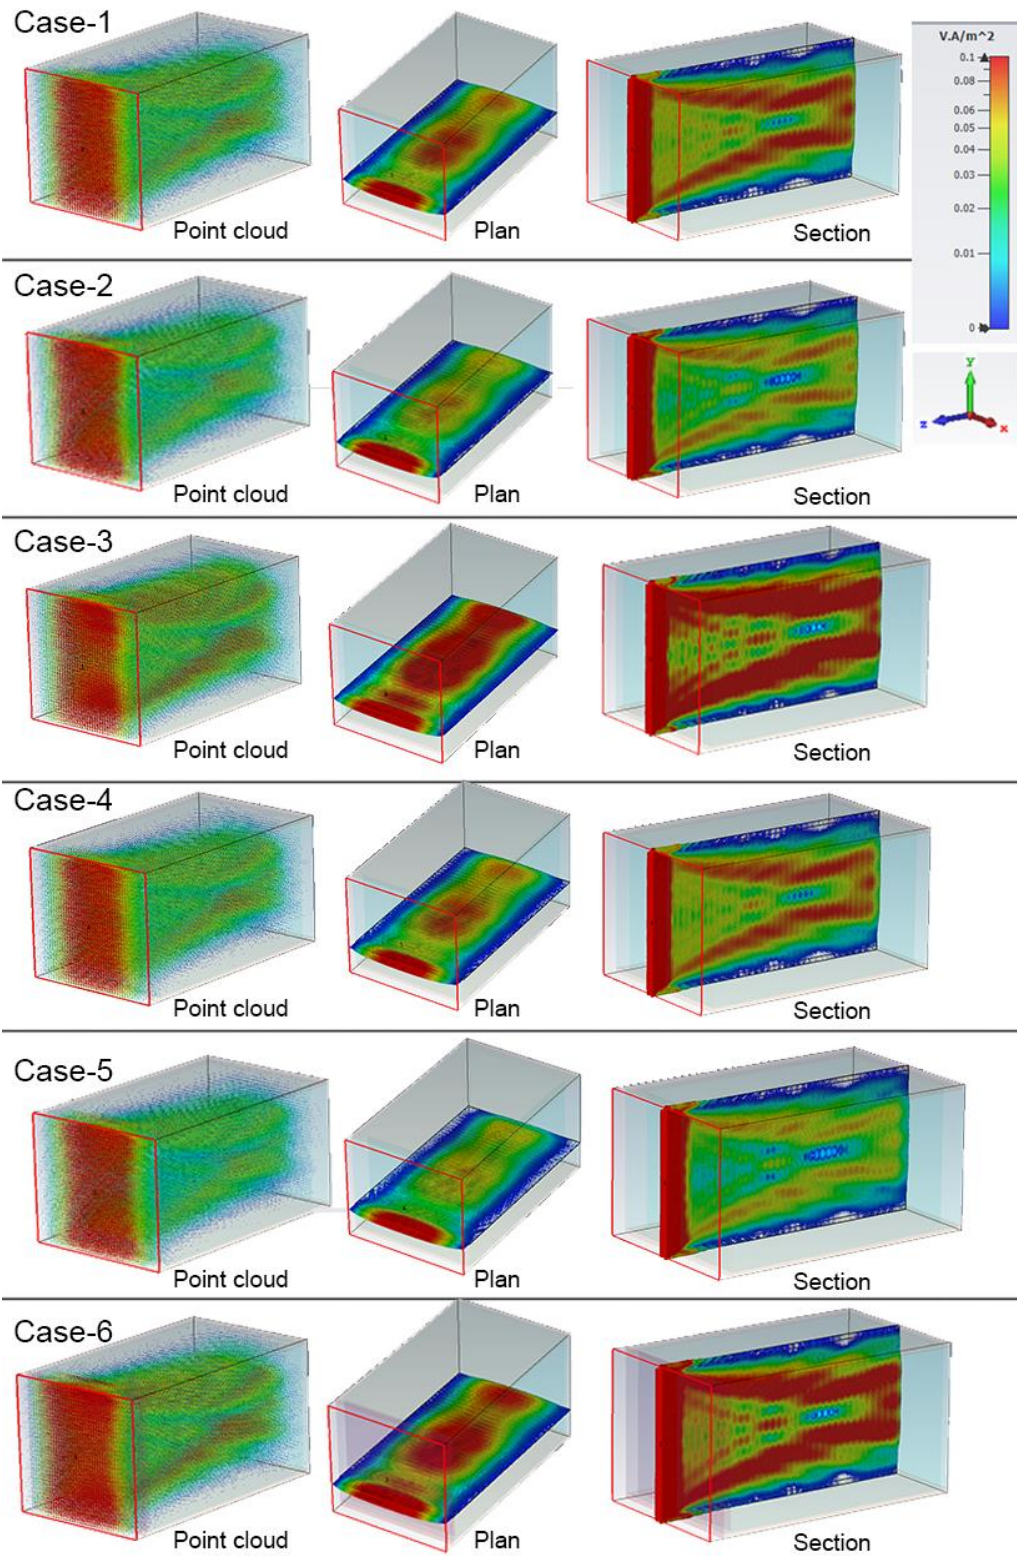 Case-1
V.A/m^2
0.1
0.08
0.06
0.05
0.04
0.03
0.02
0.01
0
Point cloud
Plan
Section
Case-2
y
z
x
Point cloud
Plan
Section
Case-3
Point cloud
Plan
Section
Case-4
Point cloud
Plan
Section
Case-5
Point cloud
Plan
Section
Case-6
Point cloud
Plan
Section